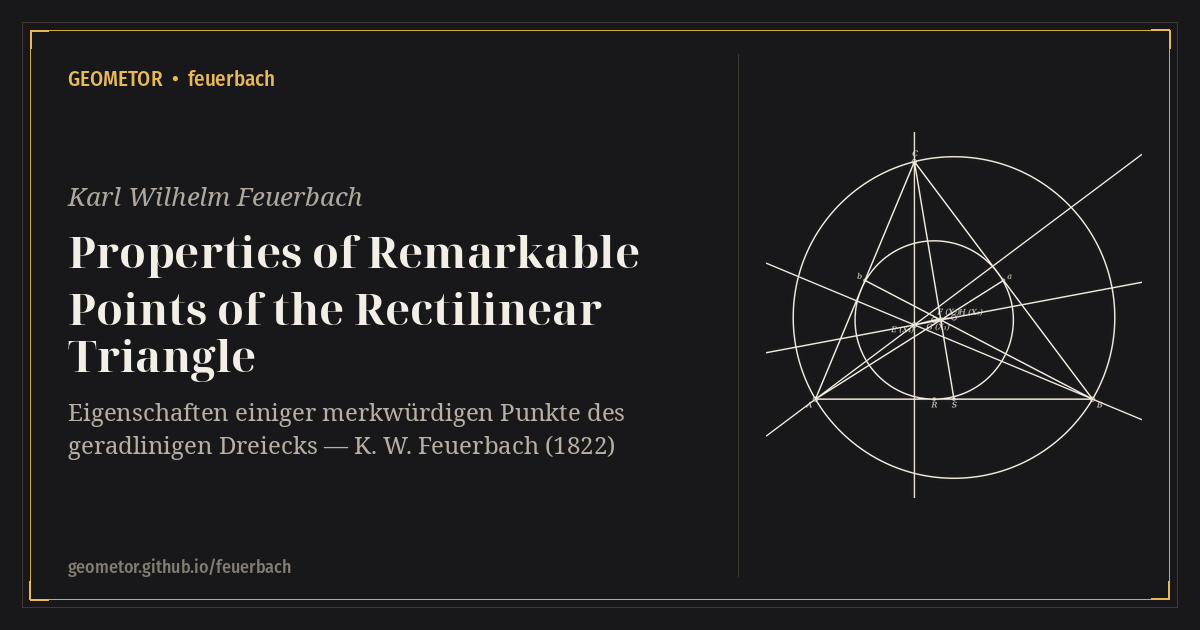 GEOMETOR • feuerbach
Karl Wilhelm Feuerbach
Properties of Remarkable
Points of the Rectilinear
Triangle
Eigenschaften einiger merkwürdigen Punkte des
geradlinigen Dreiecks — K. W. Feuerbach (1822)
geometor.github.io/feuerbach
C
b
a
A
R
S
B